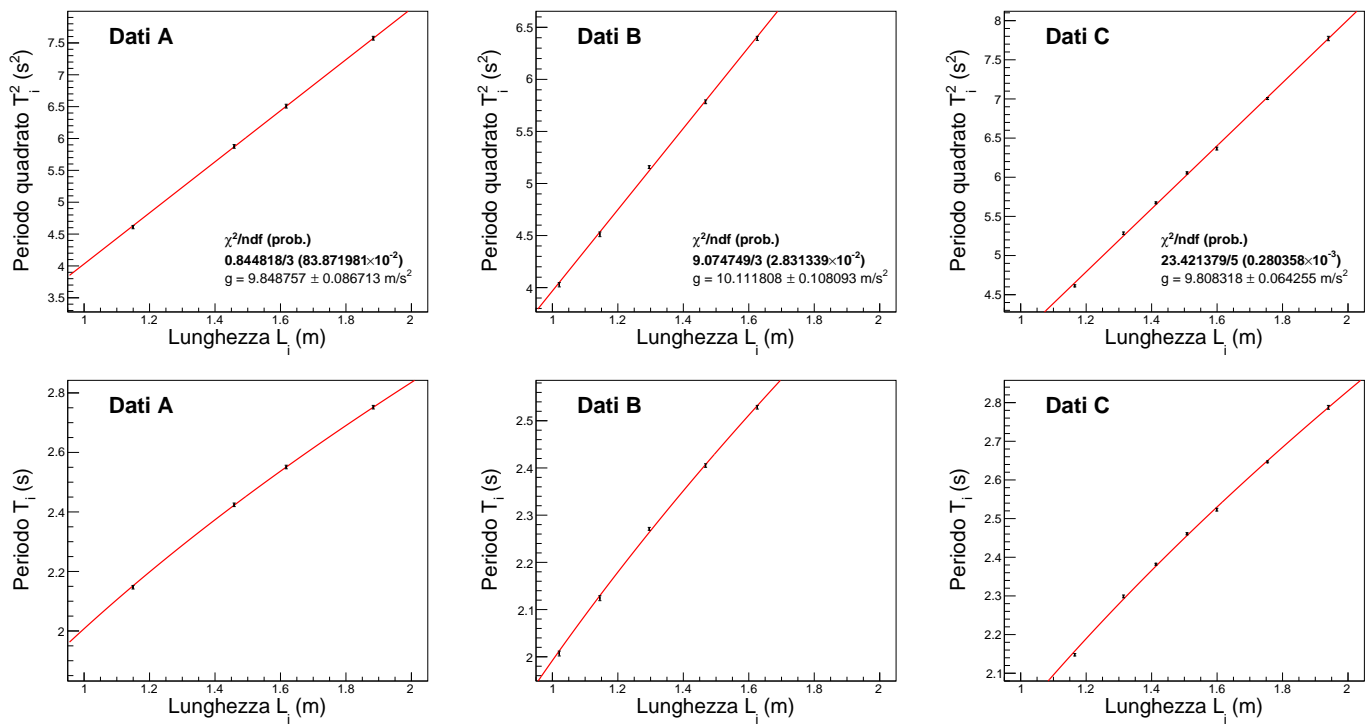 Dati A
Periodo quadrato T_i^2 (s^2)
7.5
7
6.5
6
5.5
5
4.5
4
3.5
χ^2/ndf (prob.)
0.844818/3 (83.871981×10^-2)
g = 9.848757 ± 0.086713 m/s^2
1 1.2 1.4 1.6 1.8 2
Lunghezza L_i (m)
Dati B
Periodo quadrato T_i^2 (s^2)
6.5
6
5.5
5
4.5
4
χ^2/ndf (prob.)
9.074749/3 (2.831339×10^-2)
g = 10.111808 ± 0.108093 m/s^2
1 1.2 1.4 1.6 1.8 2
Lunghezza L_i (m)
Dati C
Periodo quadrato T_i^2 (s^2)
8
7.5
7
6.5
6
5.5
5
4.5
χ^2/ndf (prob.)
23.421379/5 (0.280358×10^-3)
g = 9.808318 ± 0.064255 m/s^2
1 1.2 1.4 1.6 1.8 2
Lunghezza L_i (m)
Dati A
Periodo T_i (s)
2.8
2.6
2.4
2.2
2
1 1.2 1.4 1.6 1.8 2
Lunghezza L_i (m)
Dati B
Periodo T_i (s)
2.5
2.4
2.3
2.2
2.1
2
1 1.2 1.4 1.6 1.8 2
Lunghezza L_i (m)
Dati C
Periodo T_i (s)
2.8
2.7
2.6
2.5
2.4
2.3
2.2
2.1
1 1.2 1.4 1.6 1.8 2
Lunghezza L_i (m)